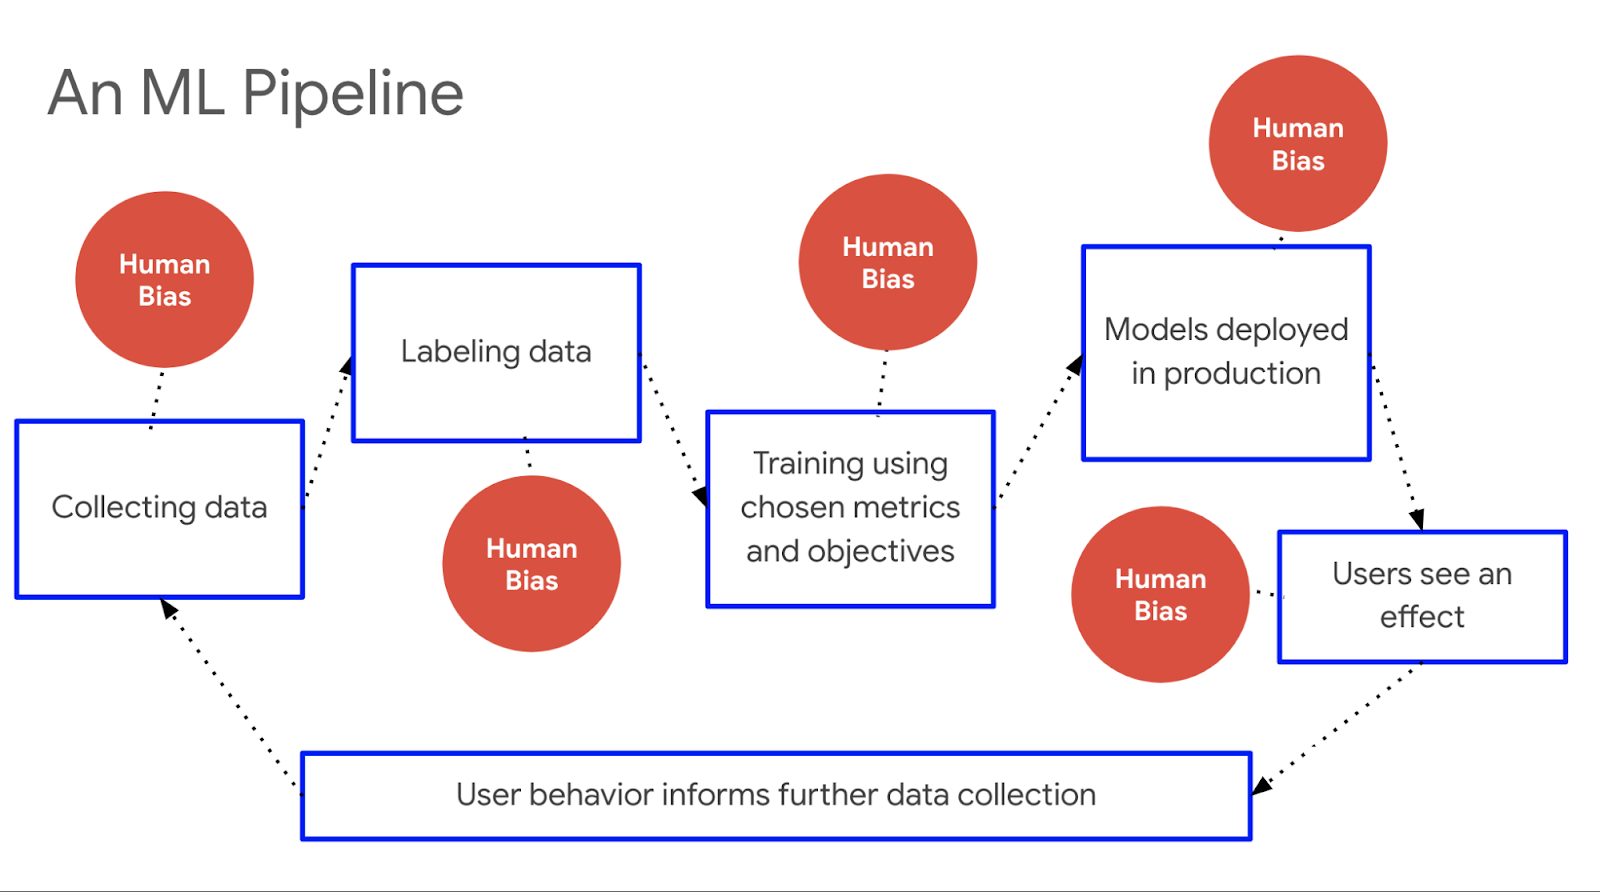 An ML Pipeline
Human
Bias
Collecting data
Labeling data
Human
Bias
Human
Bias
Training using
chosen metrics
and objectives
Human
Bias
Models deployed
in production
Human
Bias
Users see an
effect
User behavior informs further data collection